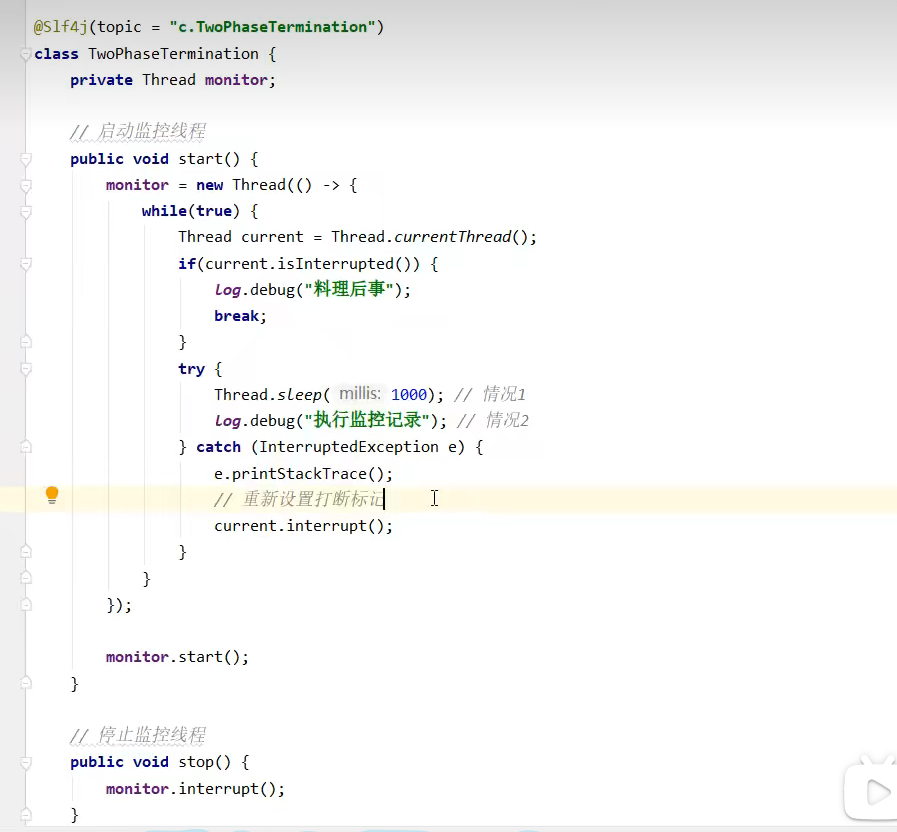 @Slf4j(topic = "c.TwoPhaseTermination")
class TwoPhaseTermination {
private Thread monitor;
// 启动监控线程
public void start() {
monitor = new Thread(() -> {
while(true) {
Thread current = Thread.currentThread();
if(current.isInterrupted()) {
log.debug("料理后事");
break;
}
try {
Thread.sleep( millis: 1000); // 情况1
log.debug("执行监控记录"); // 情况2
} catch (InterruptedException e) {
e.printStackTrace();
// 重新设置打断标记
current.interrupt();
}
}
});
monitor.start();
}
// 停止监控线程
public void stop() {
monitor.interrupt();
}